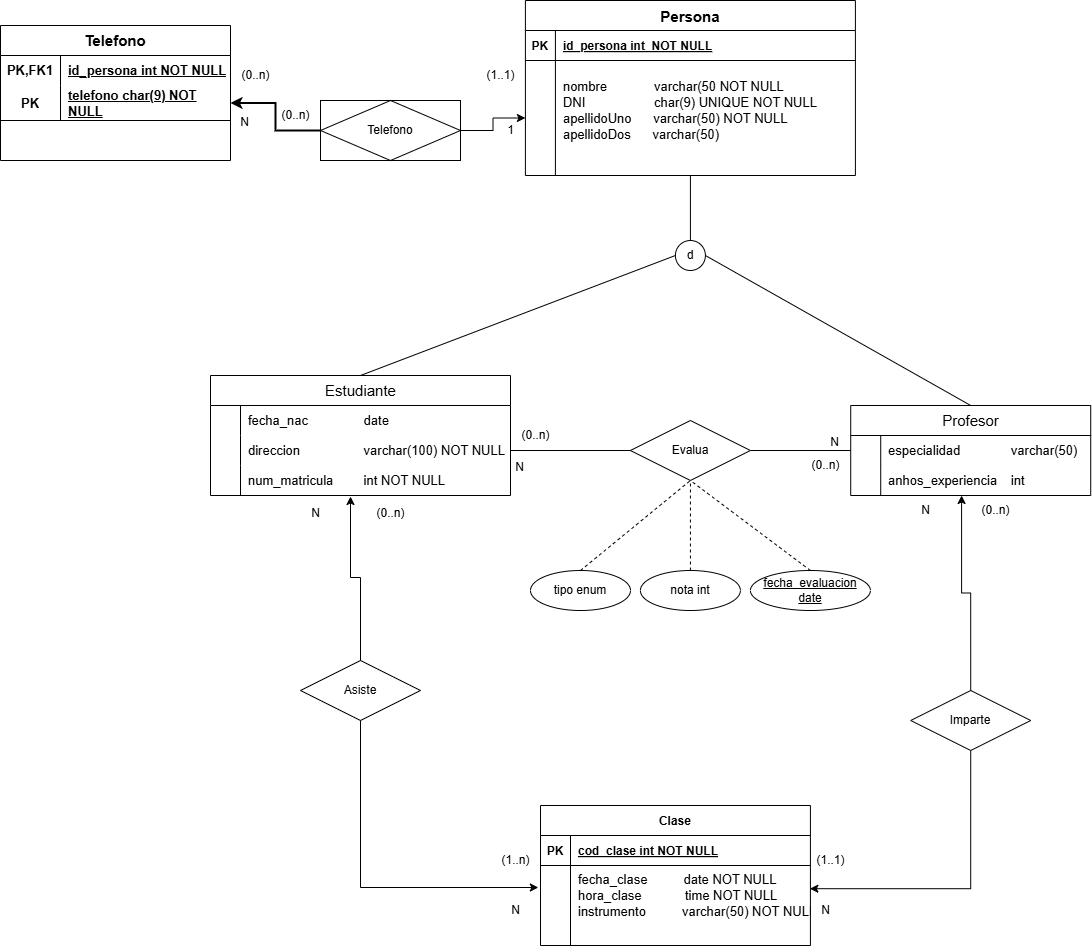 Persona
PK
id_persona int  NOT NULL
nombre varchar(50 NOT NULL
DNI char(9) UNIQUE NOT NULL
apellidoUno varchar(50) NOT NULL
apellidoDos varchar(50)
Telefono
PK,FK1
id_persona int NOT NULL
PK
telefono char(9) NOT
NULL
(0..n)
N
(0..n)
Telefono
(1..1)
1
d
Estudiante
fecha_nac date
direccion varchar(100) NOT NULL
num_matricula int NOT NULL
(0..n)
N
Evalua
N
(0..n)
Profesor
especialidad varchar(50)
anhos_experiencia int
N
(0..n)
N
(0..n)
tipo enum
nota int
fecha_evaluacion
date
Asiste
Imparte
Clase
PK
cod_clase int NOT NULL
fecha_clase date NOT NULL
hora_clase time NOT NULL
instrumento varchar(50) NOT NUL
(1..n)
N
(1..1)
N